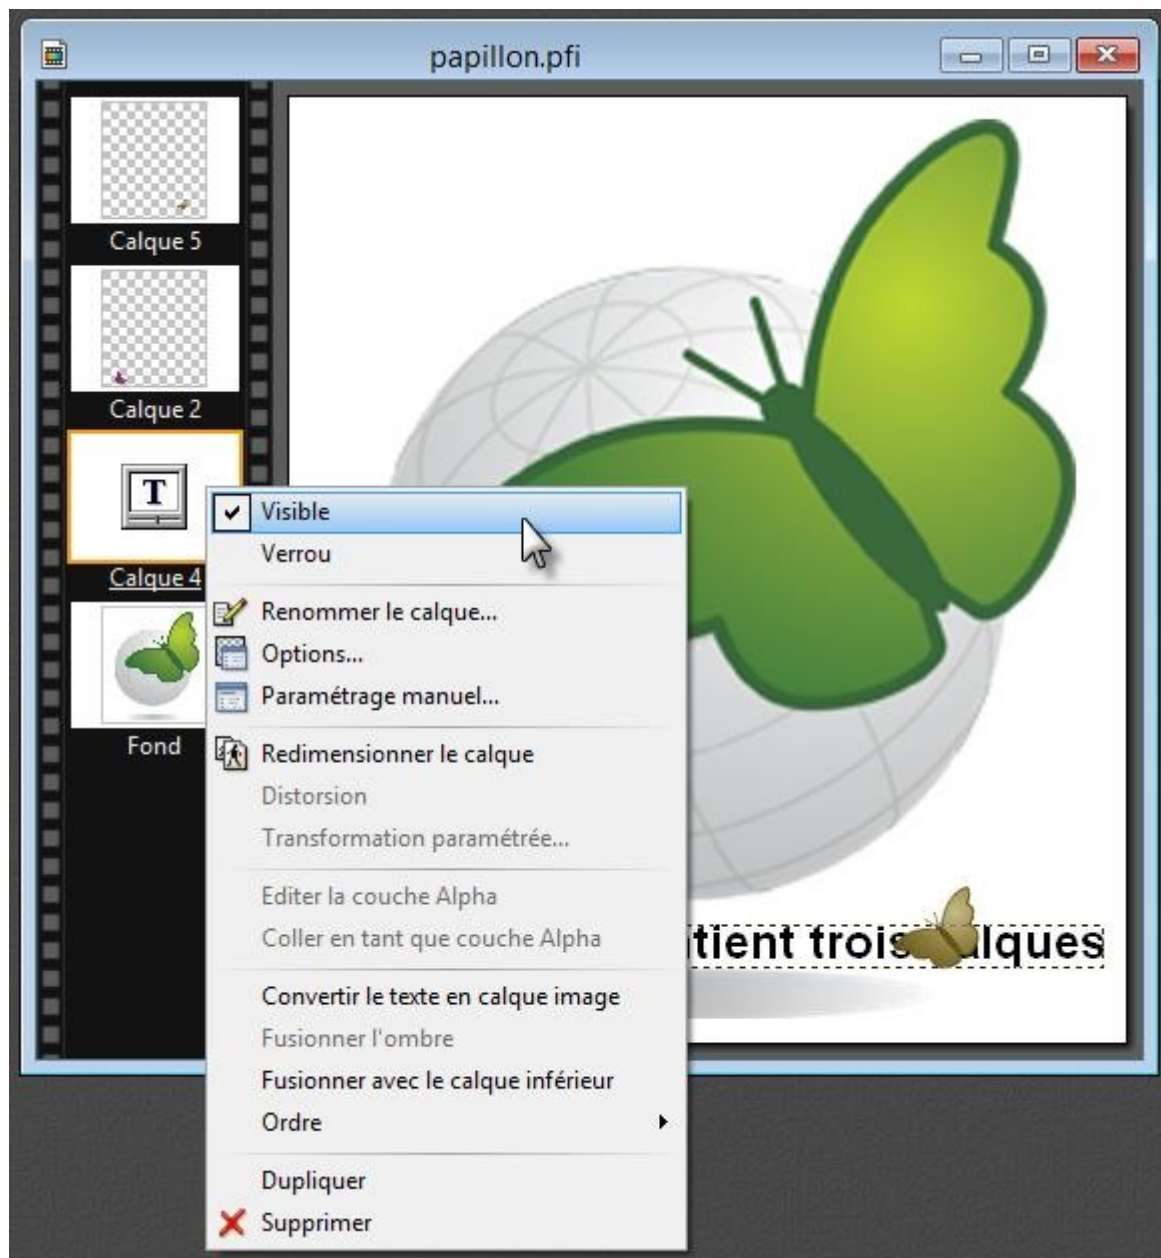 papillon.pfi
Calque 5
Calque 2
T
Calque 4
Fond
Visible
Verrou
Renommer le calque...
Options...
Paramétrage manuel...
Redimensionner le calque
Distorsion
Transformation paramétrée...
Editer la couche Alpha
Coller en tant que couche Alpha
Convertir le texte en calque image
Fusionner l'ombre
Fusionner avec le calque inférieur
Ordre
Dupliquer
Supprimer
tient trois